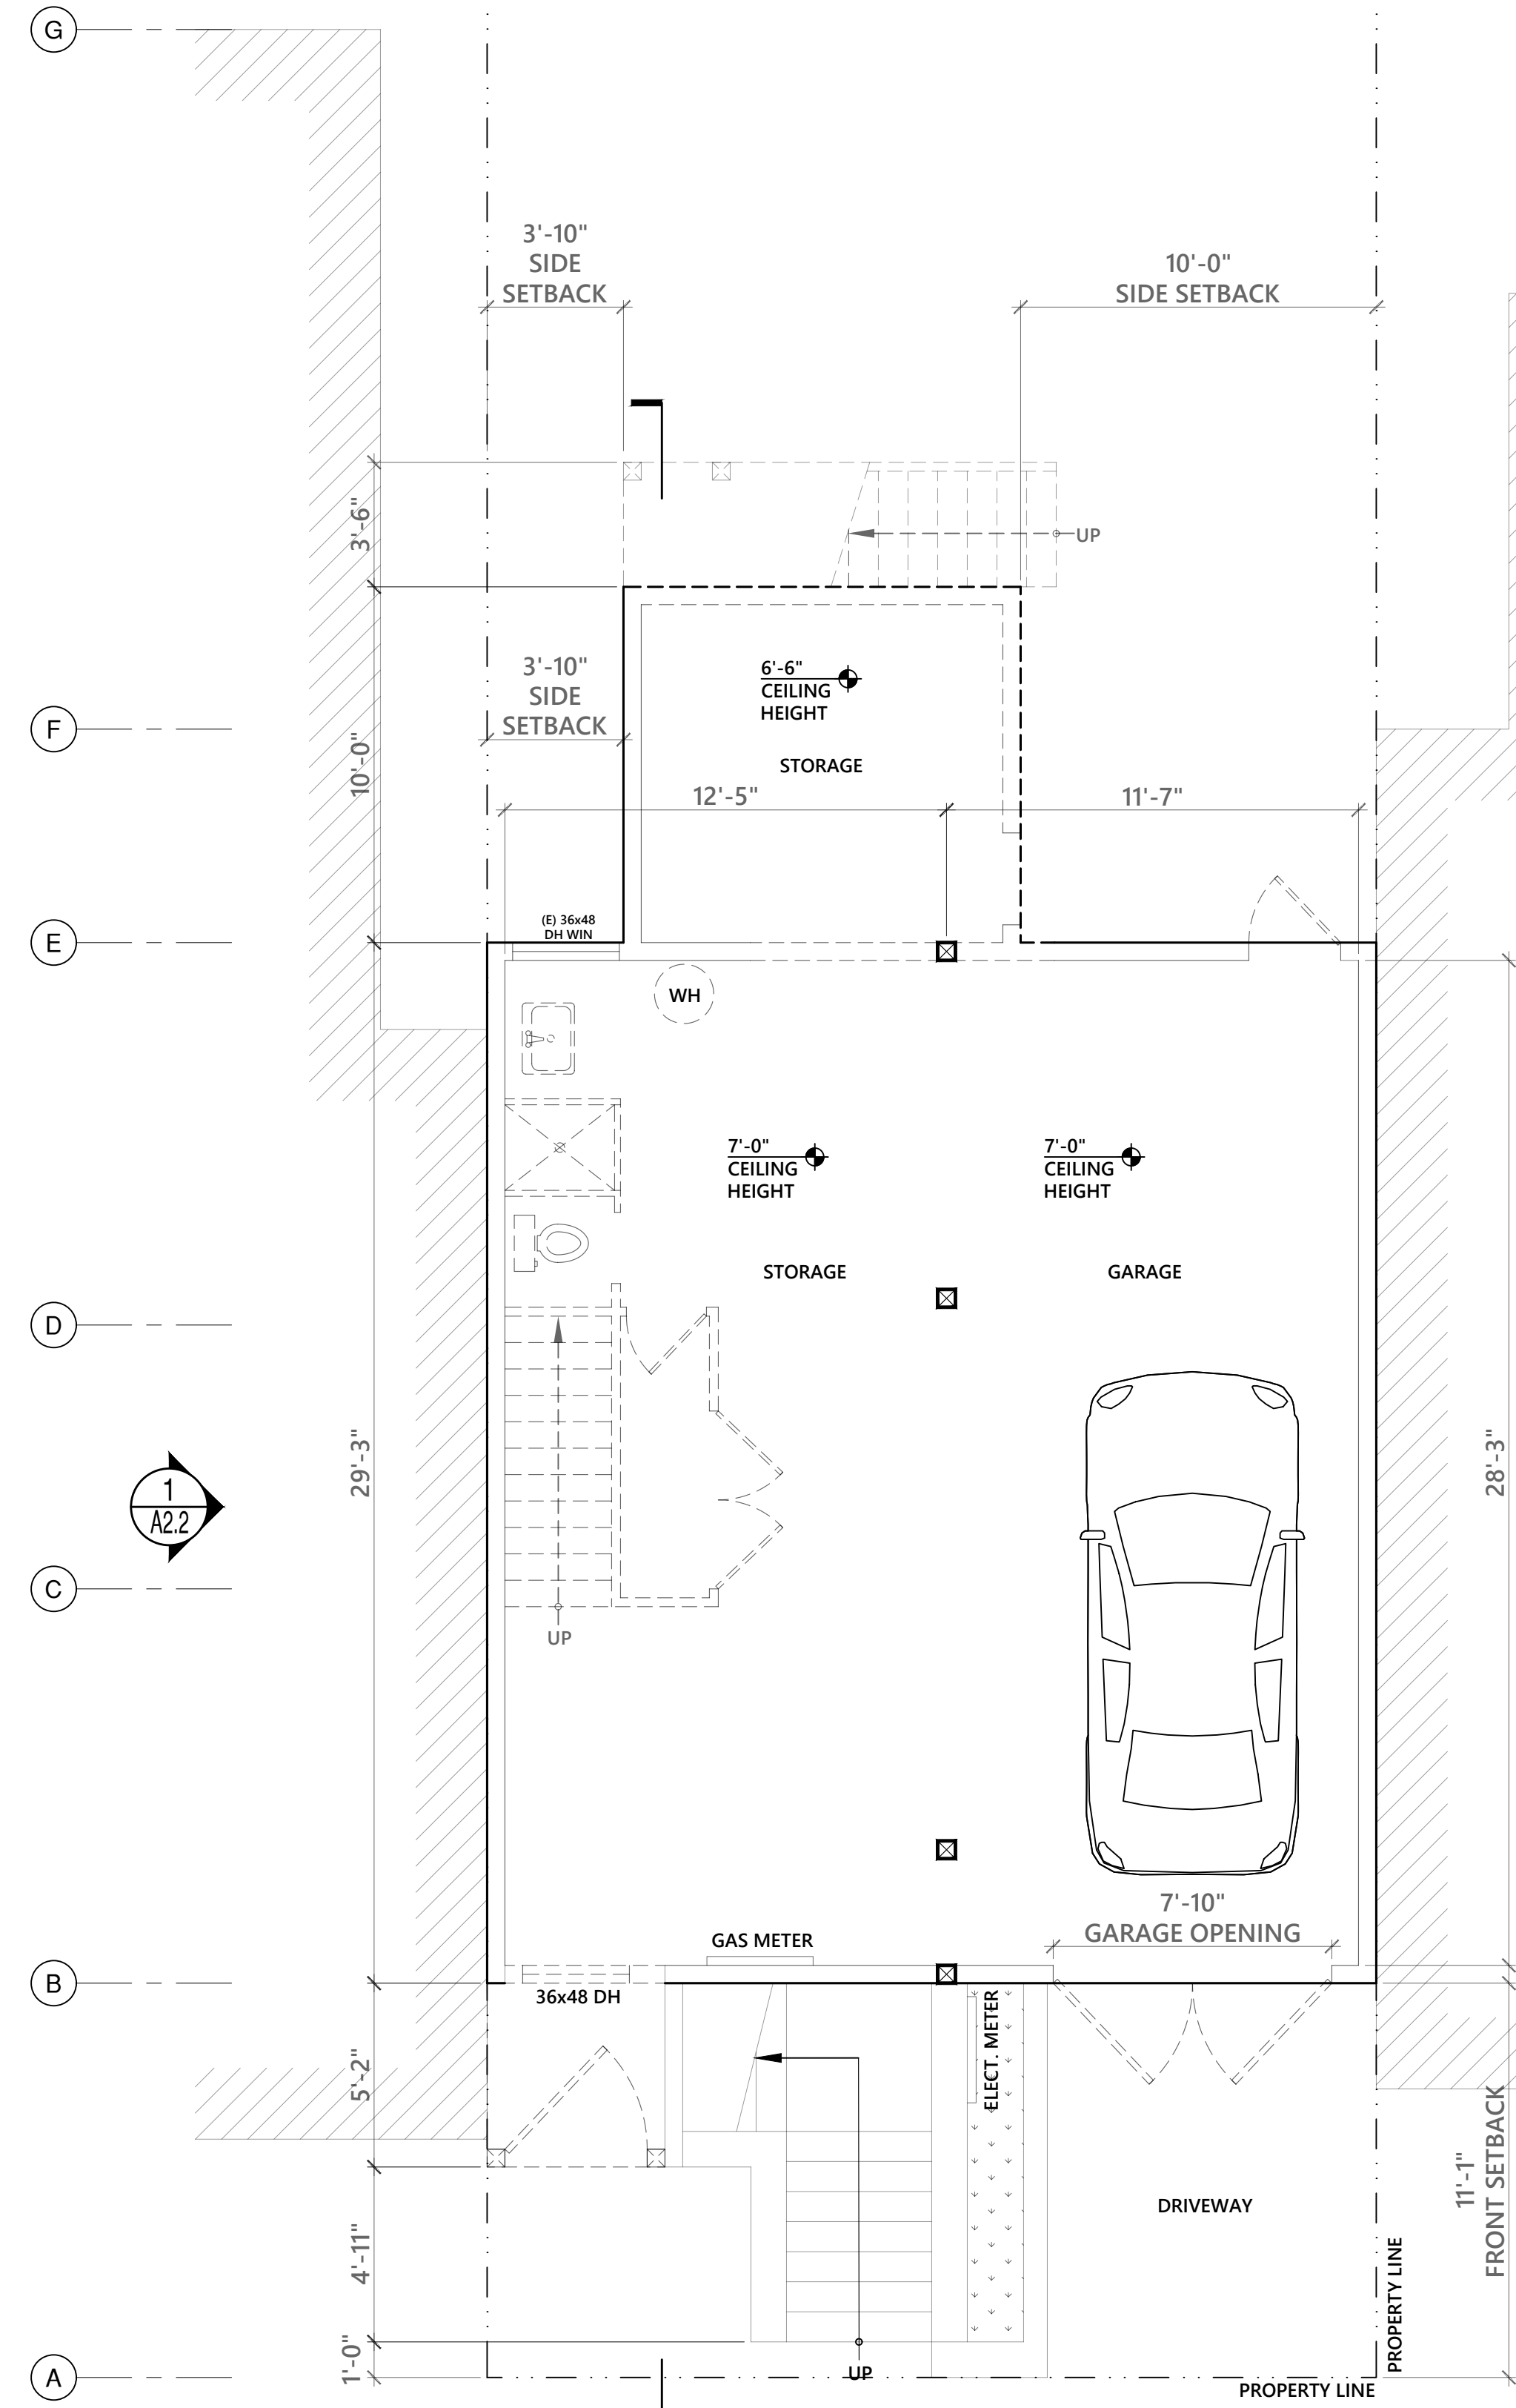 G
3'-10"
SIDE
SETBACK
10'-0"
SIDE SETBACK
3'-6"
UP
3'-10"
SIDE
SETBACK
6'-6"
CEILING
HEIGHT
F
10'-0"
STORAGE
12'-5"
11'-7"
(E) 36x48
DH WIN
E
WH
7'-0"
CEILING
HEIGHT
7'-0"
CEILING
HEIGHT
STORAGE
GARAGE
D
29'-3"
28'-3"
1
A2.2
C
UP
7'-10"
GARAGE OPENING
GAS METER
B
36x48 DH
ELECT. METER
5'-2"
11'-1"
FRONT SETBACK
DRIVEWAY
4'-11"
PROPERTY LINE
1'-0"
A
UP
PROPERTY LINE